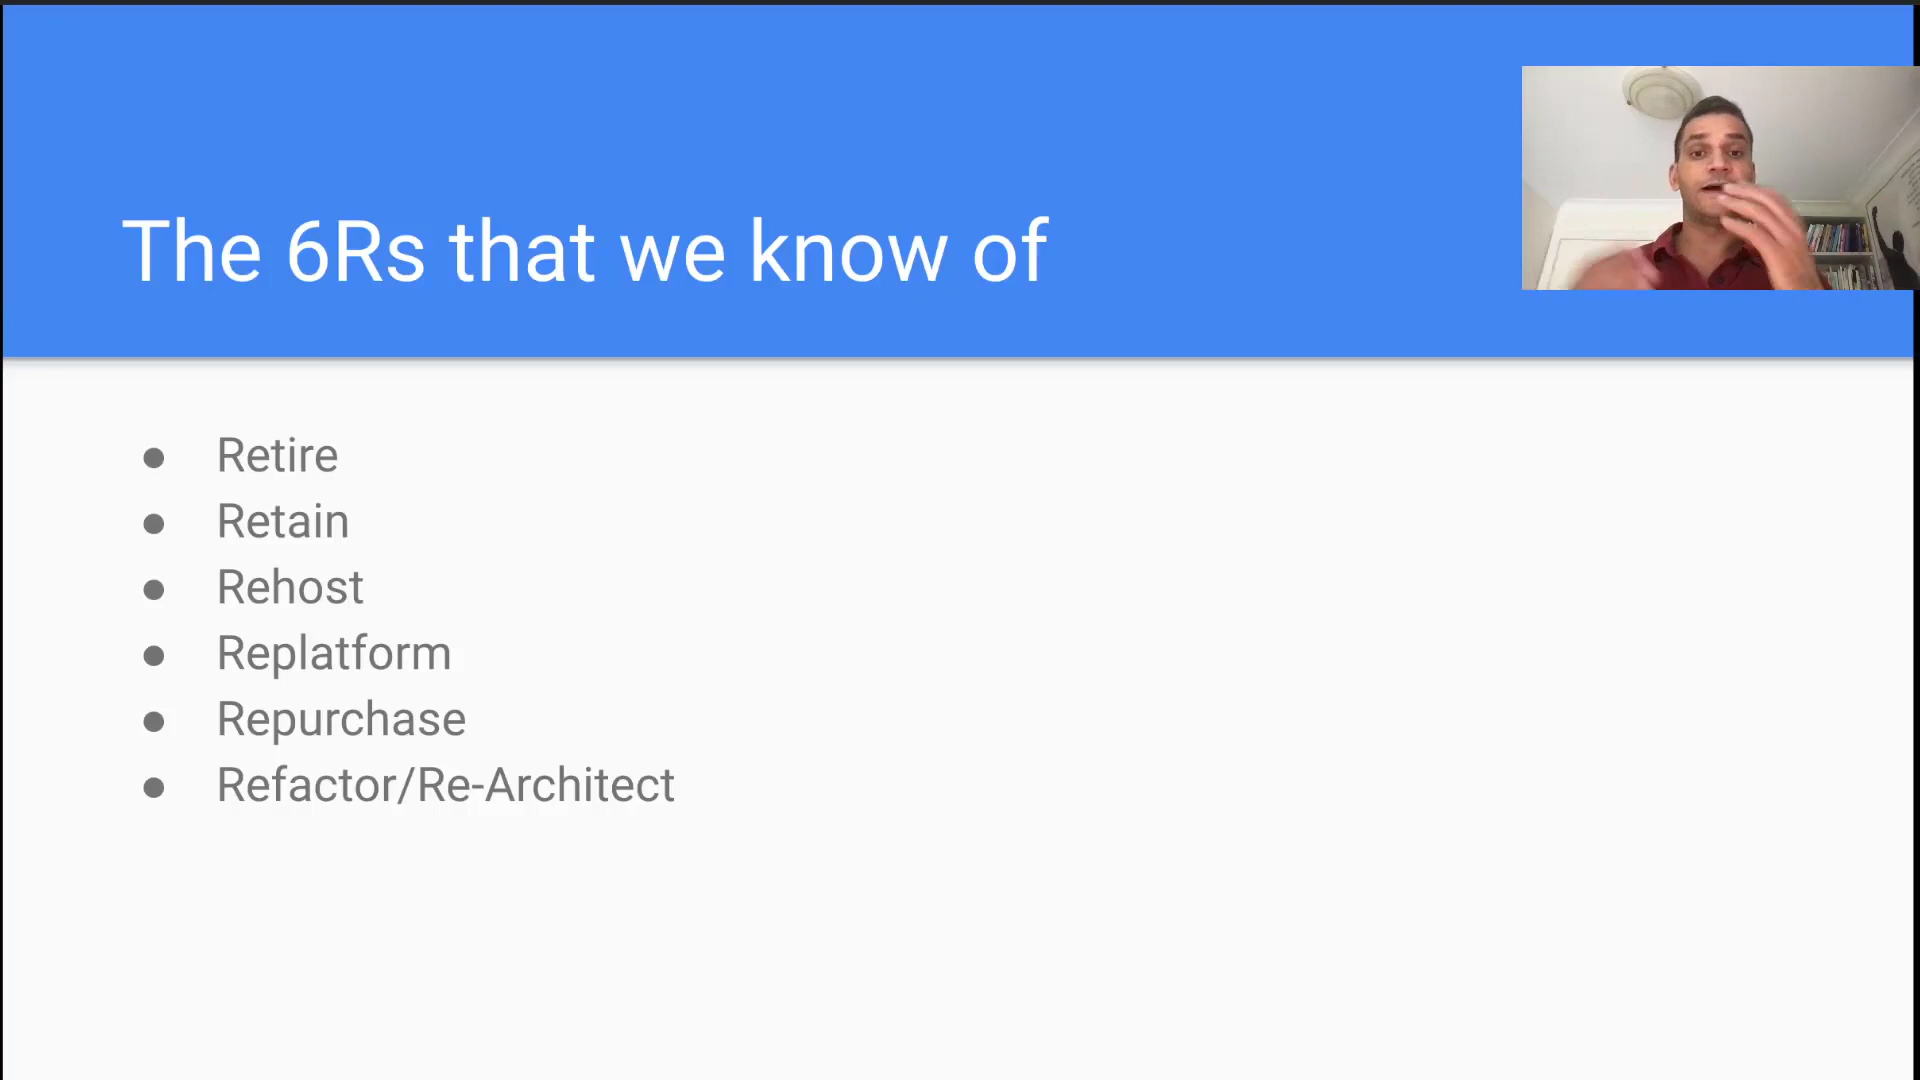 The 6Rs that we know of
● Retire
● Retain
● Rehost
● Replatform
● Repurchase
● Refactor/Re-Architect